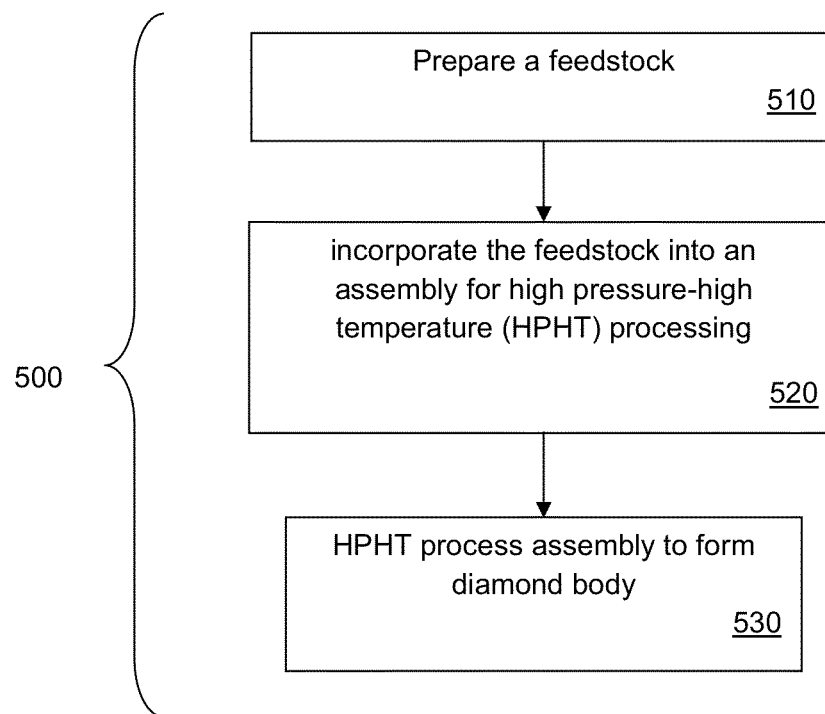 Prepare a feedstock
510
incorporate the feedstock into an
assembly for high pressure-high
temperature (HPHT) processing
520
500
HPHT process assembly to form
diamond body
530